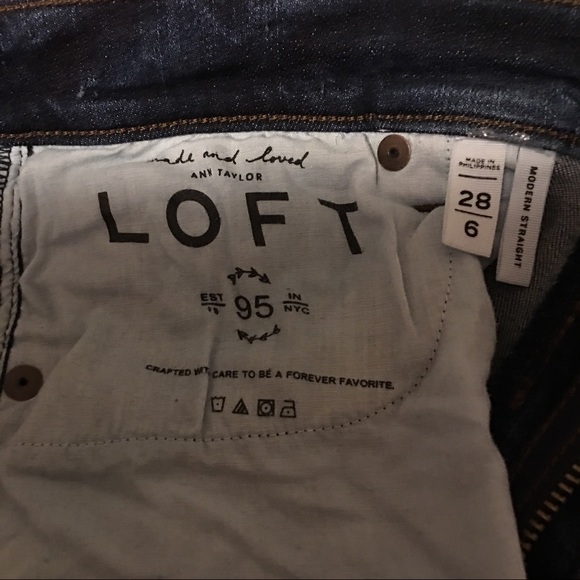 made and loved
ANN TAYLOR
LOFT
EST IN
95
NYC
CRAFTED WITH CARE TO BE A FOREVER FAVORITE.
MADE IN
PHILIPPINES
28
6
MODERN STRAIGHT